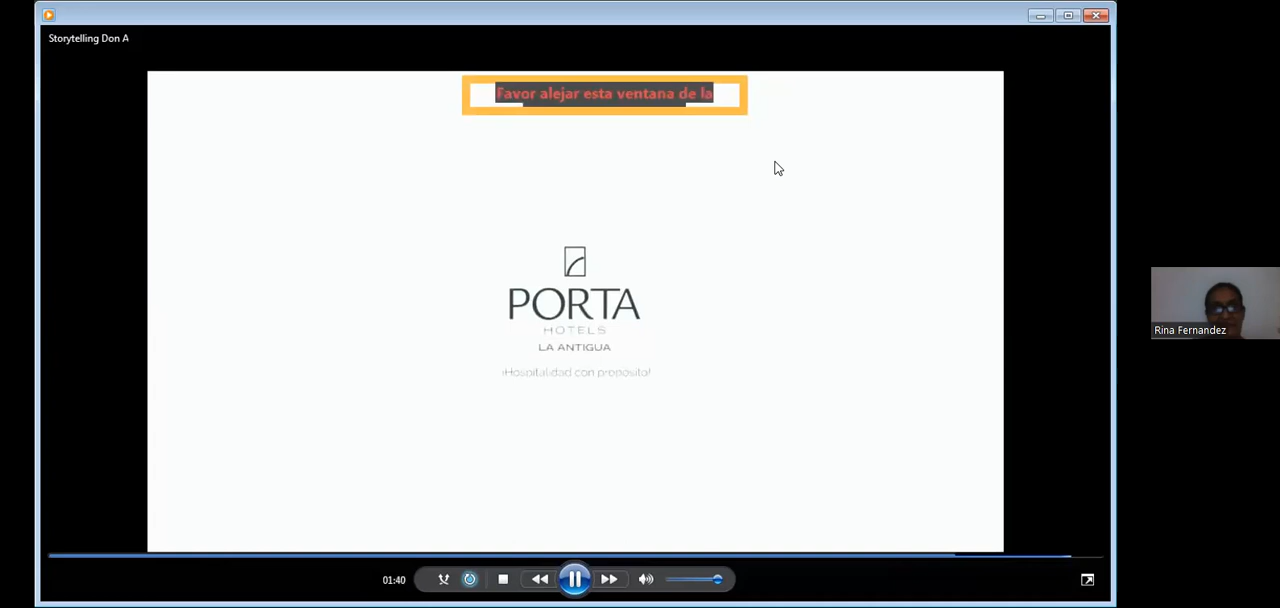 Storytelling Don A
Favor alejar esta ventana de la
PORTA
HOTELS
LA ANTIGUA
¡Hospitalidad con propósito!
Rina Fernandez
01:40